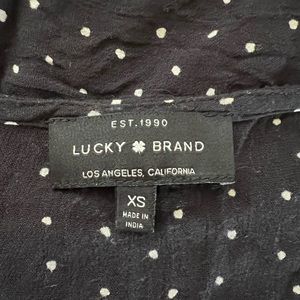 EST. 1990
LUCKY BRAND
LOS ANGELES, CALIFORNIA
XS
MADE IN
INDIA